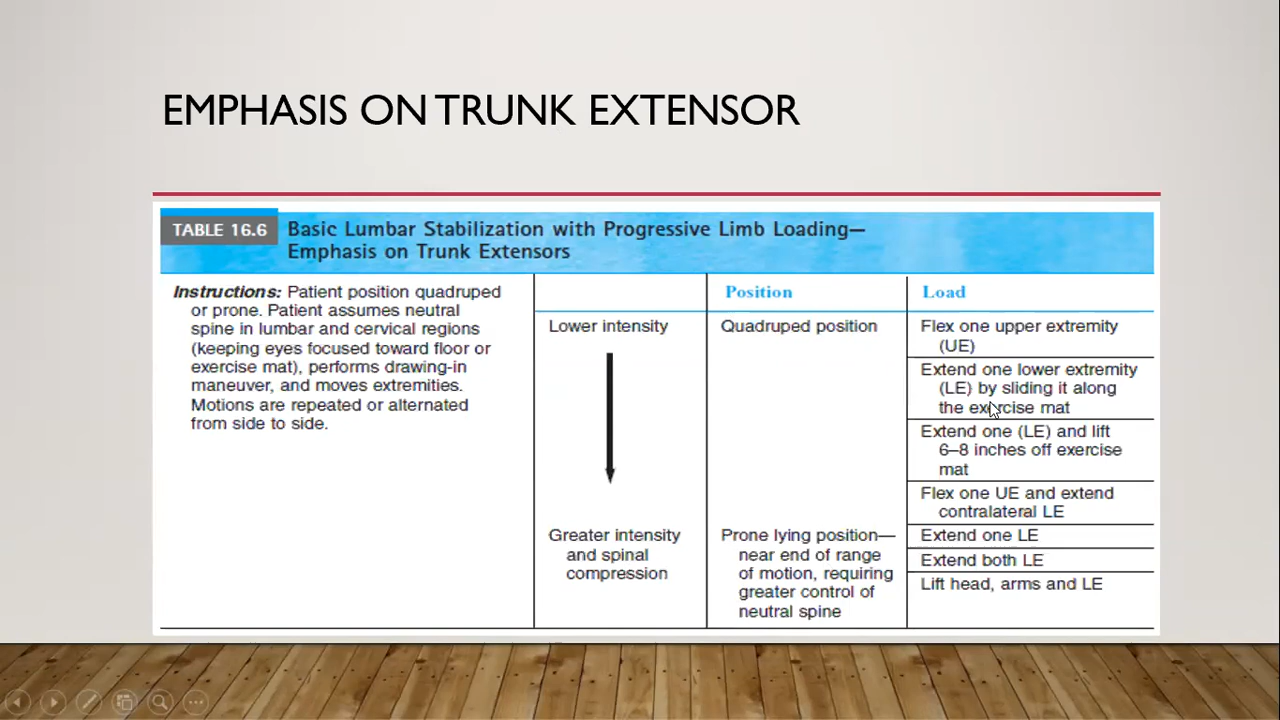 EMPHASIS ON TRUNK EXTENSOR
TABLE 16.6
Basic Lumbar Stabilization with Progressive Limb Loading—
Emphasis on Trunk Extensors
Instructions: Patient position quadruped
or prone. Patient assumes neutral
spine in lumbar and cervical regions
(keeping eyes focused toward floor or
exercise mat), performs drawing-in
maneuver, and moves extremities.
Motions are repeated or alternated
from side to side.
Position
Load
Lower intensity
Quadruped position
Flex one upper extremity
(UE)
Extend one lower extremity
(LE) by sliding it along
the exercise mat
Extend one (LE) and lift
6–8 inches off exercise
mat
Flex one UE and extend
contralateral LE
Greater intensity
and spinal
compression
Prone lying position—
near end of range
of motion, requiring
greater control of
neutral spine
Extend one LE
Extend both LE
Lift head, arms and LE